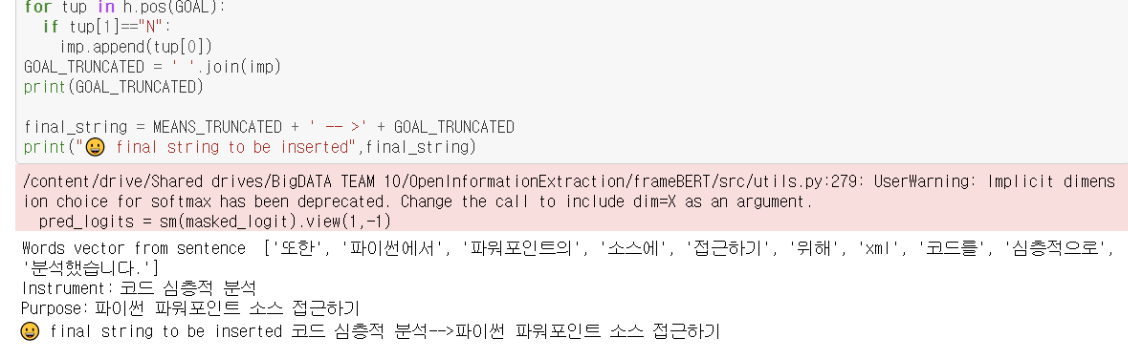 for tup in h.pos(GOAL):
  if tup[1]=="N":
    imp.append(tup[0])
GOAL_TRUNCATED = ' '.join(imp)
print(GOAL_TRUNCATED)

final_string = MEANS_TRUNCATED + ' -- >' + GOAL_TRUNCATED
print("😀 final string to be inserted",final_string)
/content/drive/Shared drives/BigDATA TEAM 10/OpenInformationExtraction/frameBERT/src/utils.py:279: UserWarning: Implicit dimens
ion choice for softmax has been deprecated. Change the call to include dim=X as an argument.
  pred_logits = sm(masked_logit).view(1,-1)
Words vector from sentence  ['또한', '파이썬에서', '파워포인트의', '소스에', '접근하기', '위해', 'xml', '코드를', '심층적으로',
'분석했습니다.']
Instrument: 코드 심층적 분석
Purpose: 파이썬 파워포인트 소스 접근하기
😀 final string to be inserted 코드 심층적 분석-->파이썬 파워포인트 소스 접근하기